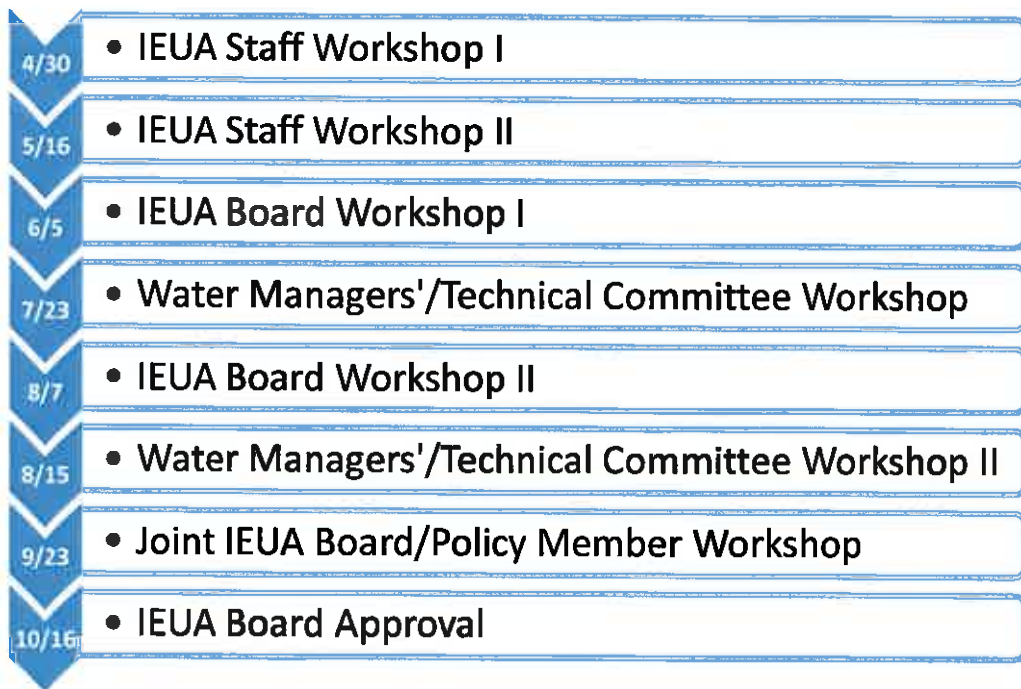 4/30
• IEUA Staff Workshop I
5/16
• IEUA Staff Workshop II
6/5
• IEUA Board Workshop I
7/23
• Water Managers'/Technical Committee Workshop
8/7
• IEUA Board Workshop II
8/15
• Water Managers'/Technical Committee Workshop II
9/23
• Joint IEUA Board/Policy Member Workshop
10/16
• IEUA Board Approval